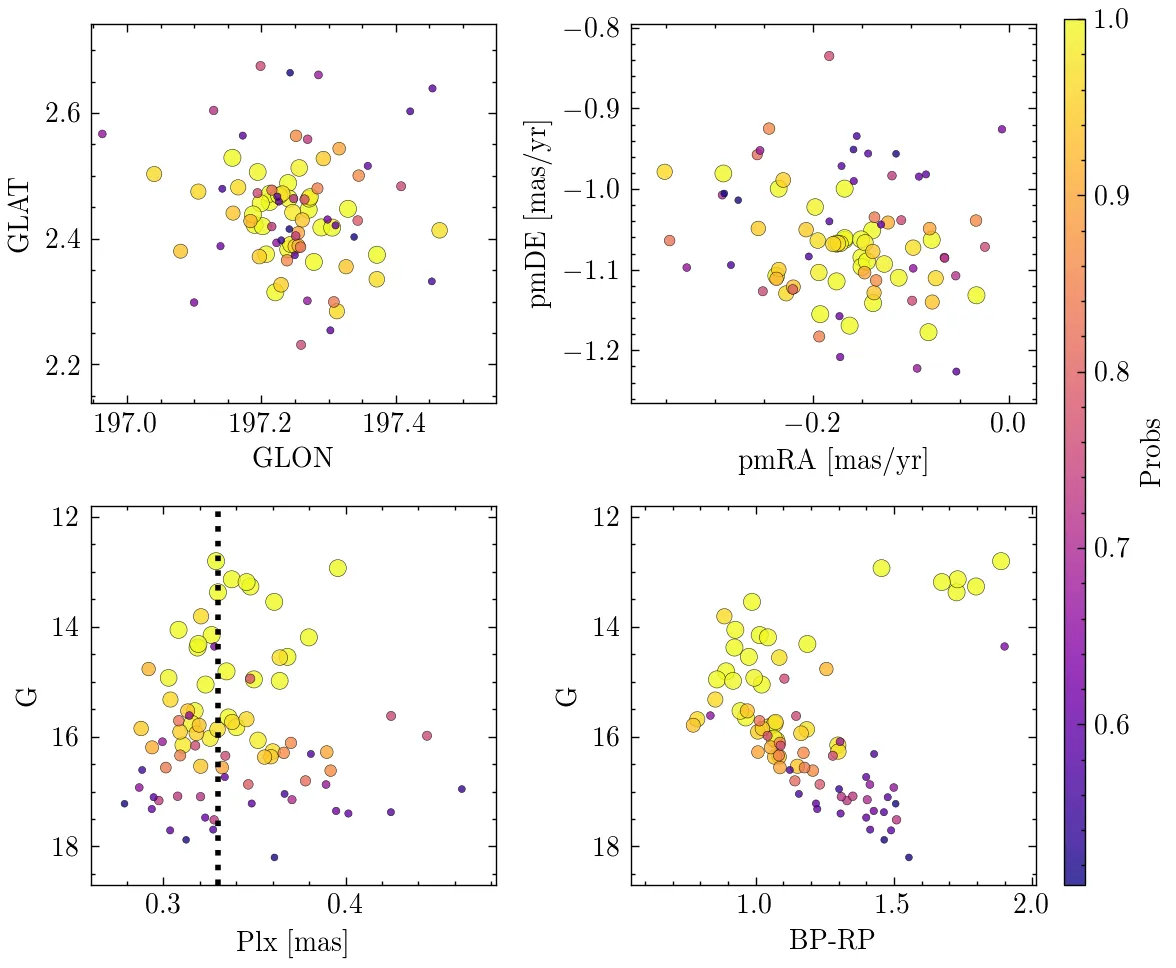 2.6
2.4
2.2
GLAT
197.0 197.2 197.4
GLON
−0.8
−0.9
−1.0
−1.1
−1.2
pmDE [mas/yr]
−0.2 0.0
pmRA [mas/yr]
12
14
16
18
G
0.3 0.4
Plx [mas]
12
14
16
18
G
1.0 1.5 2.0
BP-RP
1.0
0.9
0.8
0.7
0.6
Probs